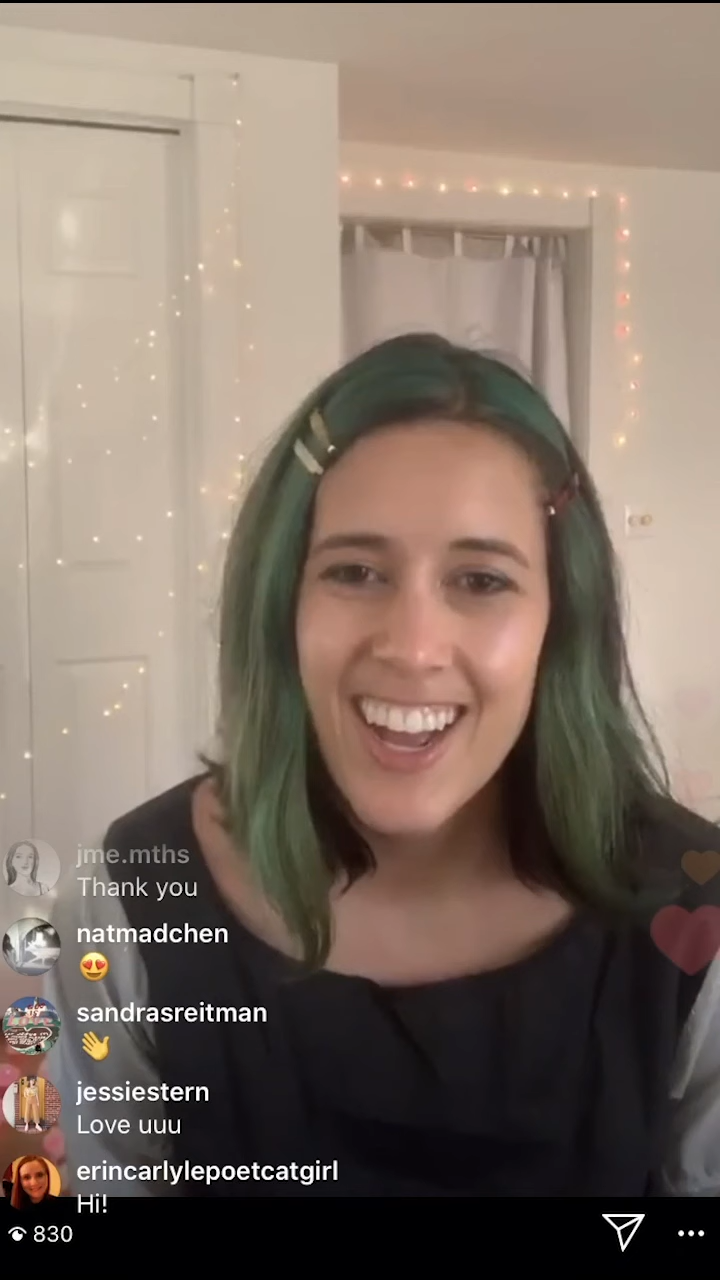 jme.mths
Thank you
natmadchen
😍
sandrasreitman
👋
jessiestern
Love uuu
erincarlylepoetcatgirl
Hi!
830